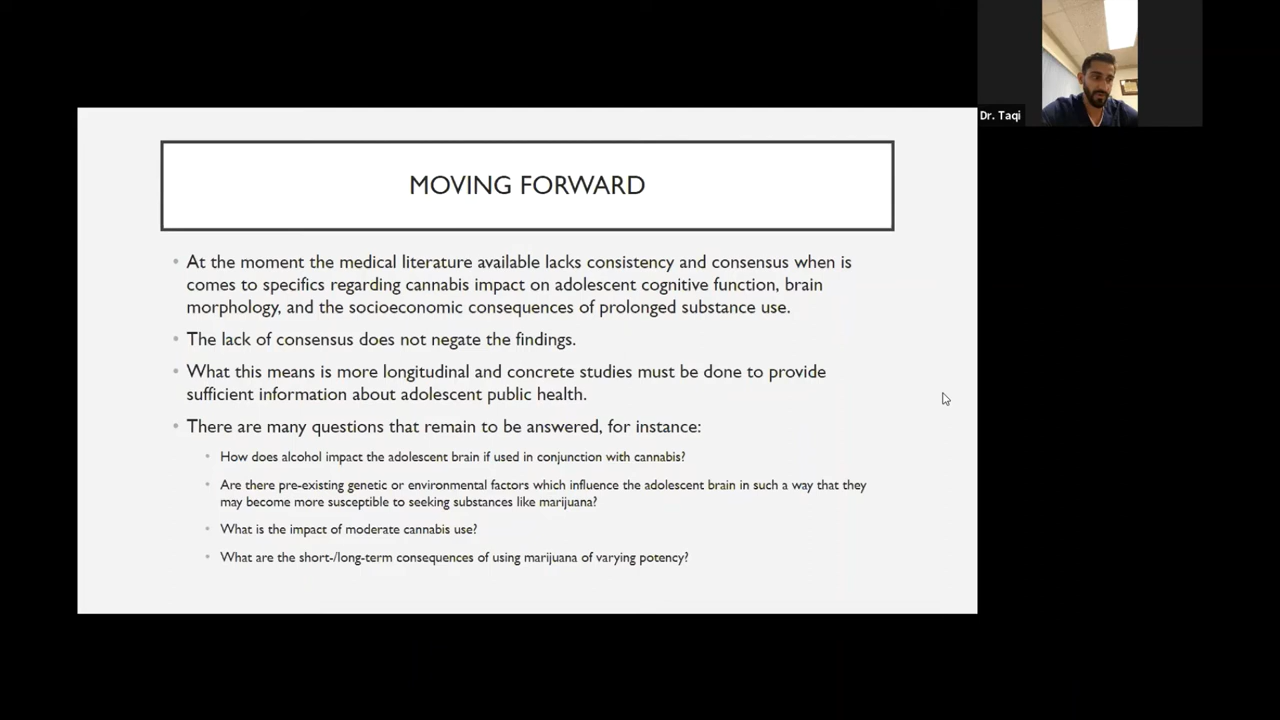 Dr. Taqi
MOVING FORWARD
• At the moment the medical literature available lacks consistency and consensus when is
comes to specifics regarding cannabis impact on adolescent cognitive function, brain
morphology, and the socioeconomic consequences of prolonged substance use.
• The lack of consensus does not negate the findings.
• What this means is more longitudinal and concrete studies must be done to provide
sufficient information about adolescent public health.
• There are many questions that remain to be answered, for instance:
• How does alcohol impact the adolescent brain if used in conjunction with cannabis?
• Are there pre-existing genetic or environmental factors which influence the adolescent brain in such a way that they
may become more susceptible to seeking substances like marijuana?
• What is the impact of moderate cannabis use?
• What are the short-/long-term consequences of using marijuana of varying potency?